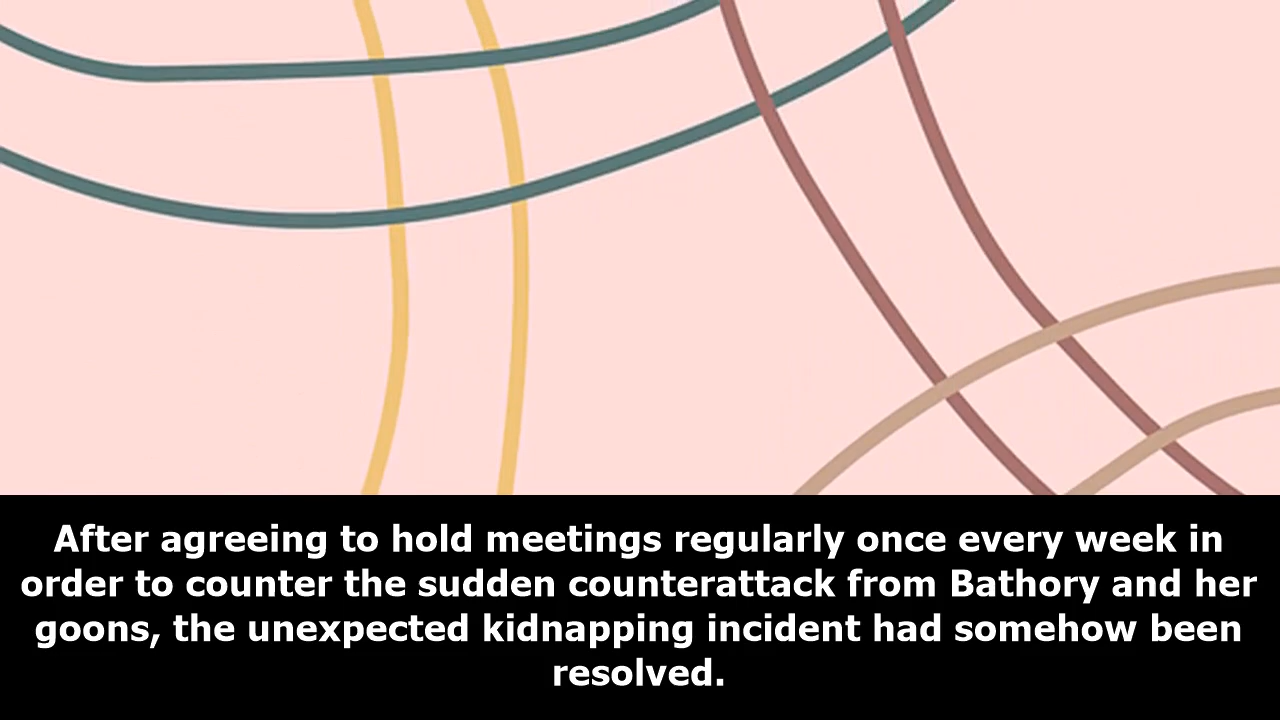 After agreeing to hold meetings regularly once every week in
order to counter the sudden counterattack from Bathory and her
goons, the unexpected kidnapping incident had somehow been
resolved.